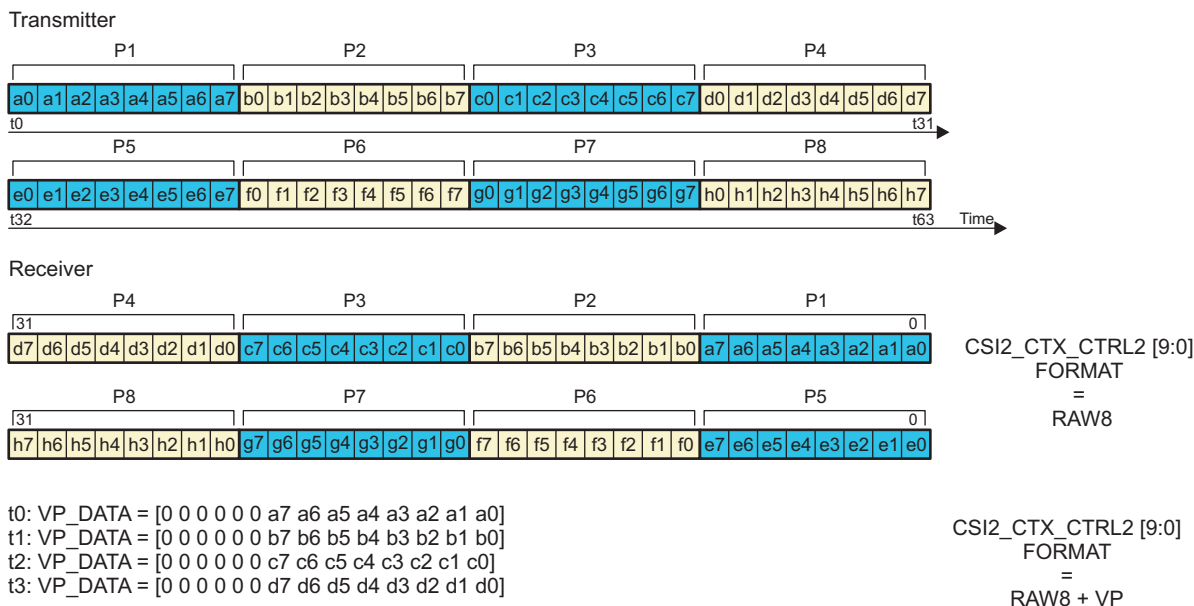 Transmitter
P1 P2 P3 P4
a0 a1 a2 a3 a4 a5 a6 a7 b0 b1 b2 b3 b4 b5 b6 b7 c0 c1 c2 c3 c4 c5 c6 c7 d0 d1 d2 d3 d4 d5 d6 d7
t0 t31
P5 P6 P7 P8
e0 e1 e2 e3 e4 e5 e6 e7 f0 f1 f2 f3 f4 f5 f6 f7 g0 g1 g2 g3 g4 g5 g6 g7 h0 h1 h2 h3 h4 h5 h6 h7
t32 t63 Time
Receiver
P4 P3 P2 P1
31 0
d7 d6 d5 d4 d3 d2 d1 d0 c7 c6 c5 c4 c3 c2 c1 c0 b7 b6 b5 b4 b3 b2 b1 b0 a7 a6 a5 a4 a3 a2 a1 a0
CSI2_CTX_CTRL2 [9:0]
FORMAT
=
RAW8
P8 P7 P6 P5
31 0
h7 h6 h5 h4 h3 h2 h1 h0 g7 g6 g5 g4 g3 g2 g1 g0 f7 f6 f5 f4 f3 f2 f1 f0 e7 e6 e5 e4 e3 e2 e1 e0
t0: VP_DATA = [0 0 0 0 0 0 a7 a6 a5 a4 a3 a2 a1 a0]
t1: VP_DATA = [0 0 0 0 0 0 b7 b6 b5 b4 b3 b2 b1 b0]
t2: VP_DATA = [0 0 0 0 0 0 c7 c6 c5 c4 c3 c2 c1 c0]
t3: VP_DATA = [0 0 0 0 0 0 d7 d6 d5 d4 d3 d2 d1 d0]
CSI2_CTX_CTRL2 [9:0]
FORMAT
=
RAW8 + VP